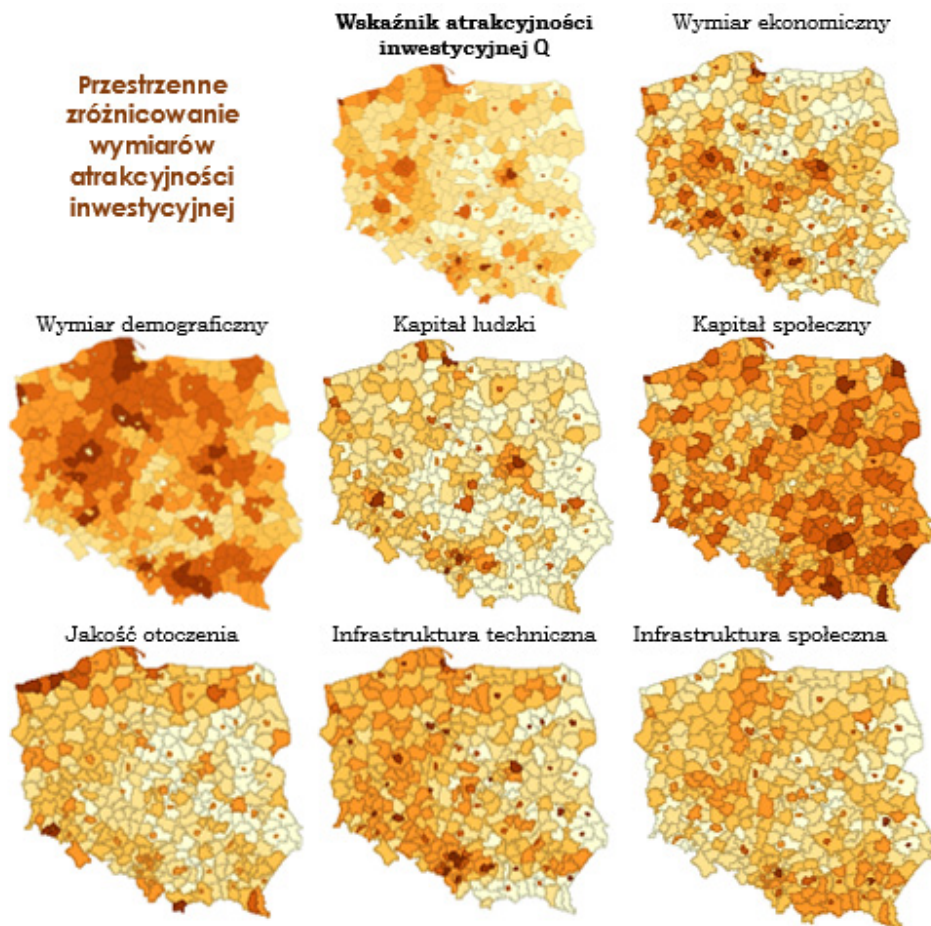 Przestrzenne
zróżnicowanie
wymiarów
atrakcyjności
inwestycyjnej
Wskaźnik atrakcyjności
inwestycyjnej Q
Wymiar ekonomiczny
Wymiar demograficzny
Kapitał ludzki
Kapitał społeczny
Jakość otoczenia
Infrastruktura techniczna
Infrastruktura społeczna